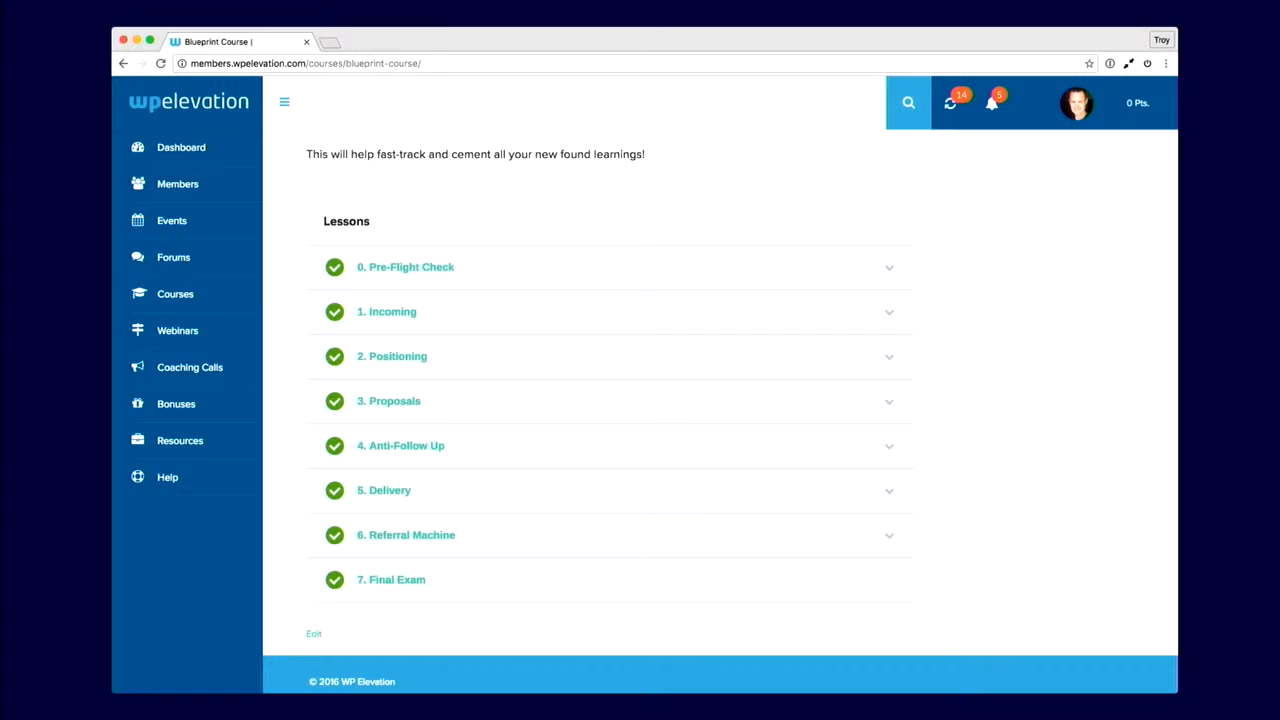 Blueprint Course |
Troy
members.wpelevation.com/courses/blueprint-course/
wpelevation
14
5
0 Pts.
Dashboard
Members
Events
Forums
Courses
Webinars
Coaching Calls
Bonuses
Resources
Help
This will help fast-track and cement all your new found learnings!
Lessons
0. Pre-Flight Check
1. Incoming
2. Positioning
3. Proposals
4. Anti-Follow Up
5. Delivery
6. Referral Machine
7. Final Exam
Edit
© 2016 WP Elevation